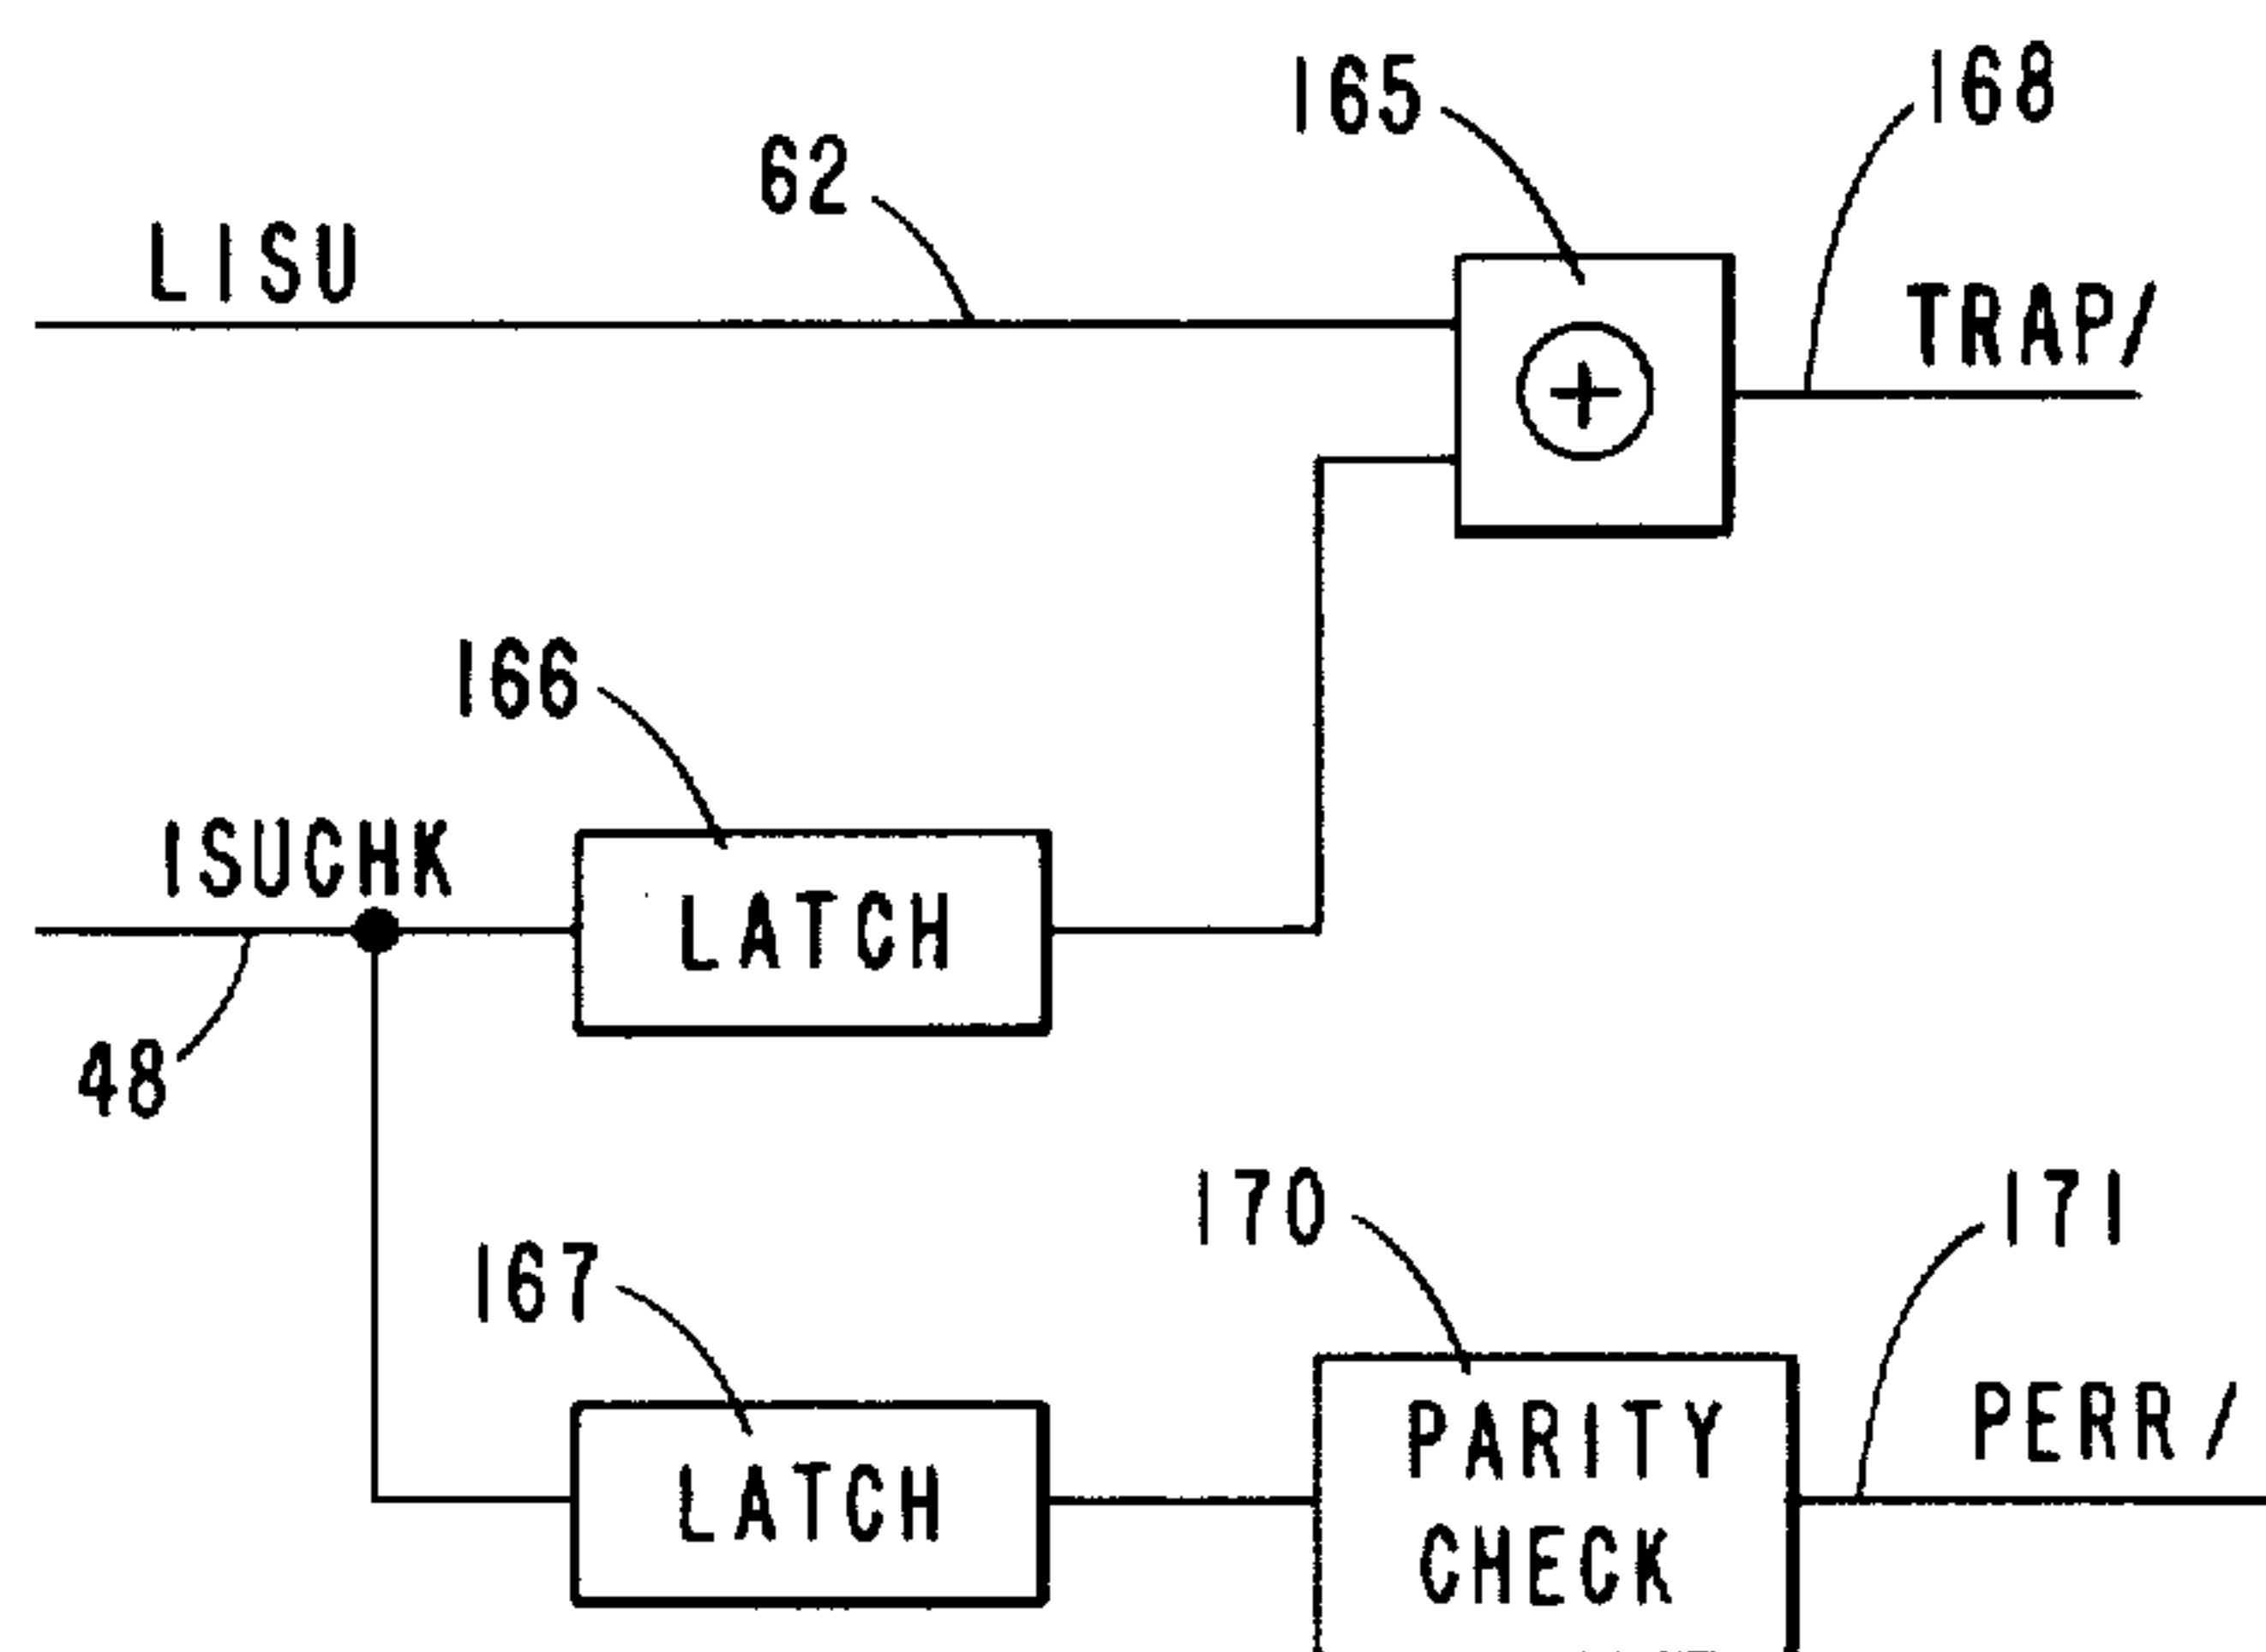 165
168
62
LISU
TRAP/
+
166
ISUCHK
LATCH
48
170
171
167
PERR/
PARITY
LATCH
CHECK